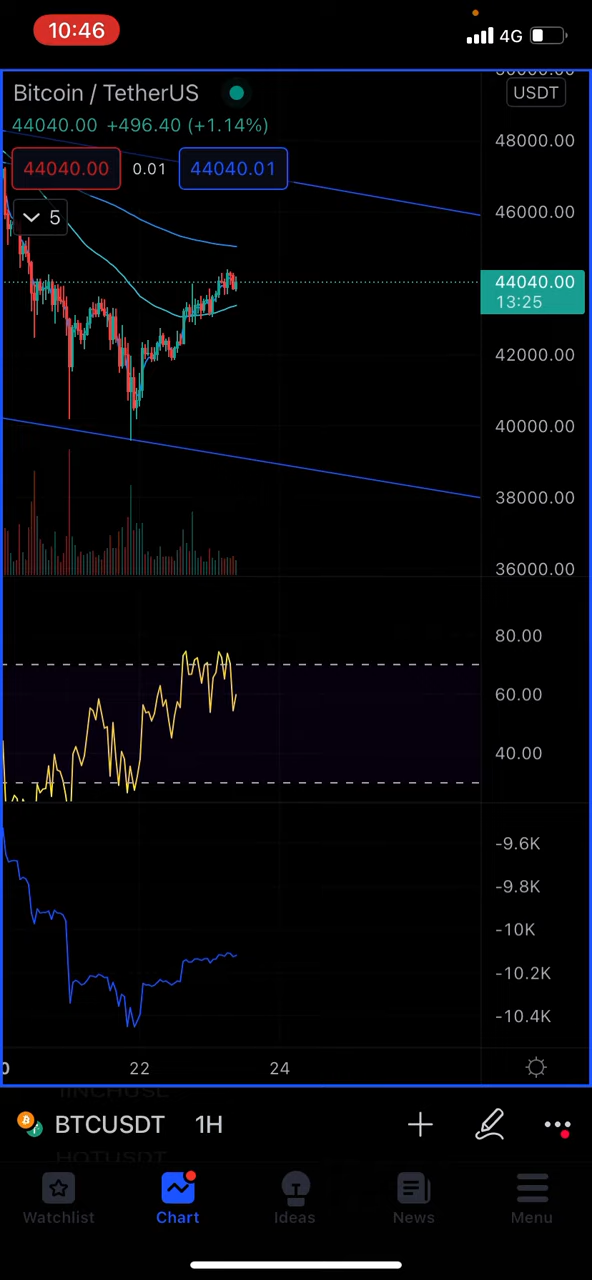 10:46
4G
Bitcoin / TetherUS
USDT
44040.00 +496.40 (+1.14%)
48000.00
44040.00
0.01
44040.01
46000.00
5
44040.00
13:25
42000.00
40000.00
38000.00
36000.00
80.00
60.00
40.00
-9.6K
-9.8K
-10K
-10.2K
-10.4K
0
22
24
BTCUSDT
1H
HOTUSDT
Watchlist
Chart
Ideas
News
Menu